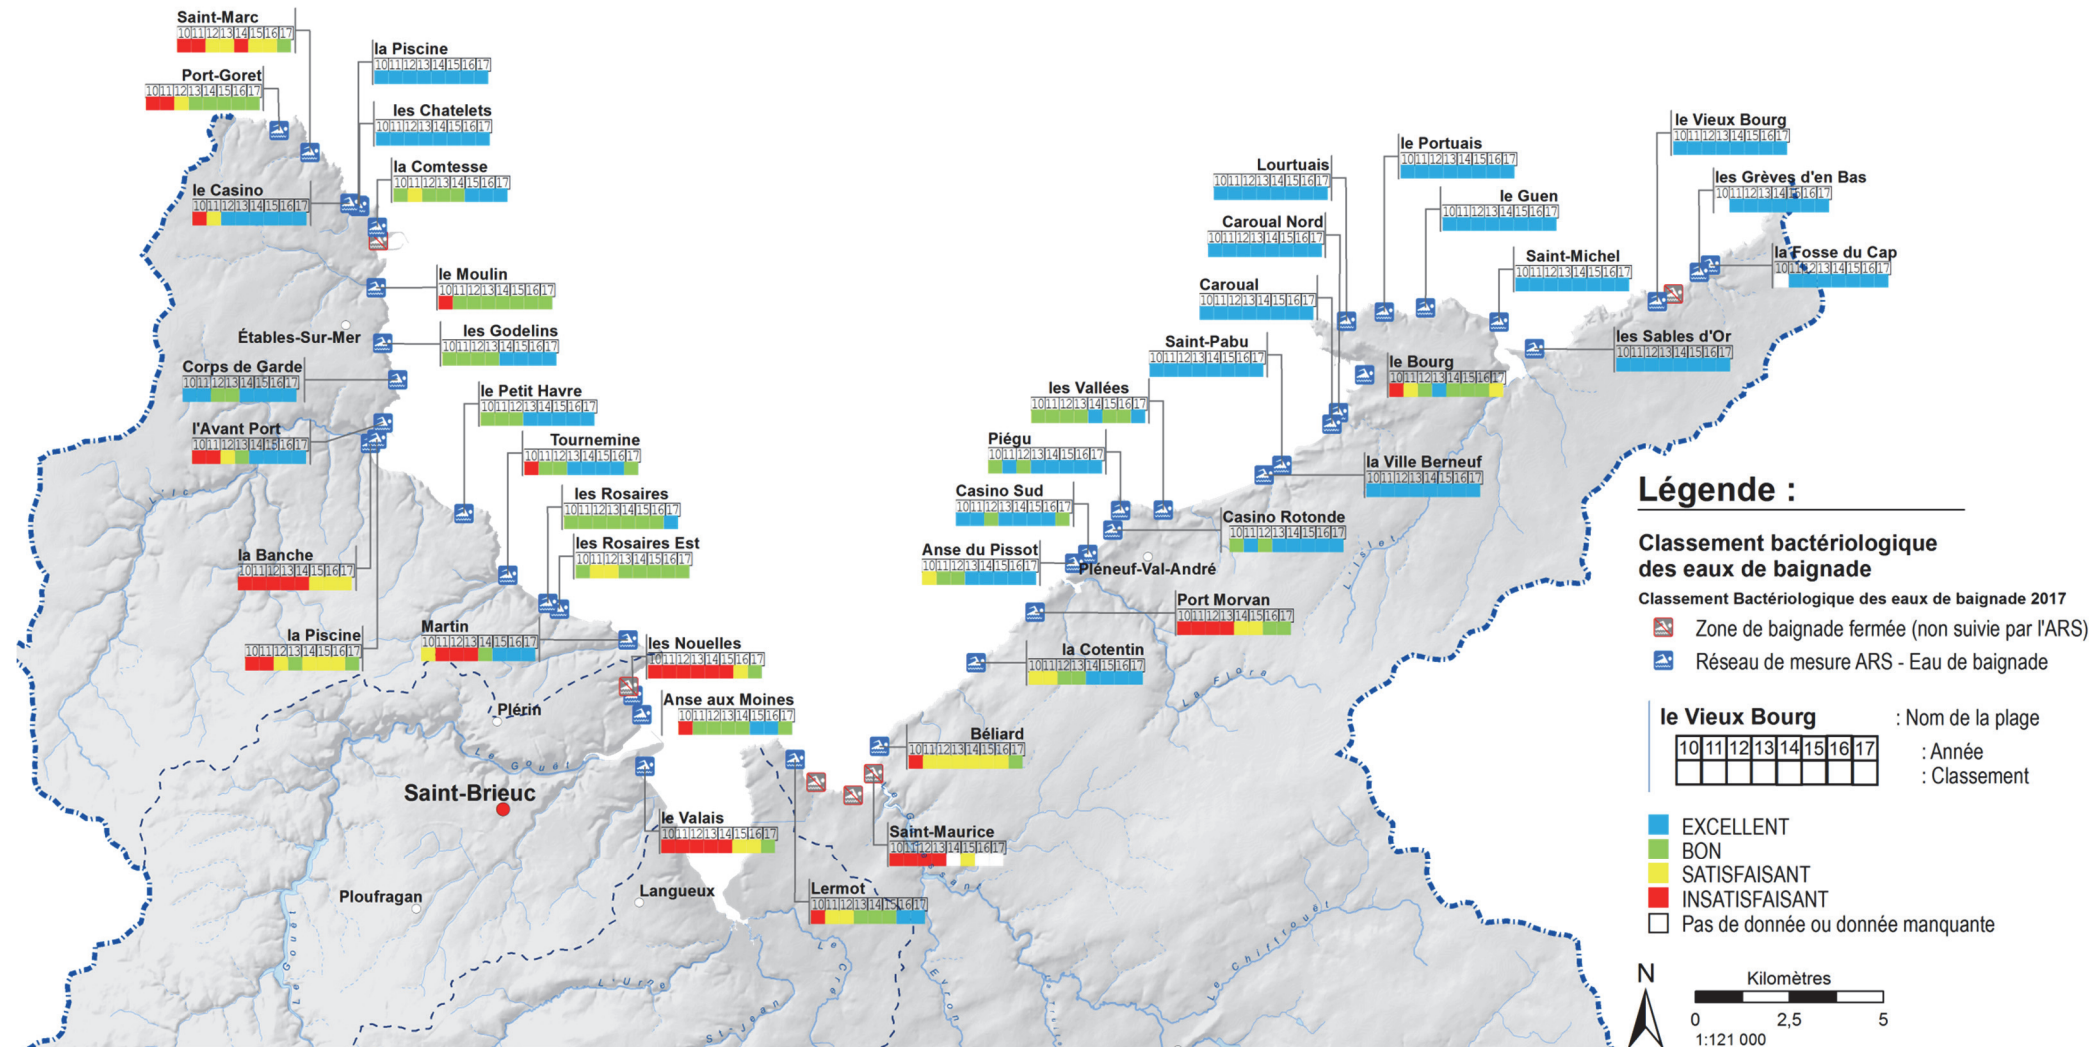 Saint-Marc
10 11 12 13 14 15 16 17
Port-Goret
10 11 12 13 14 15 16 17
la Piscine
10 11 12 13 14 15 16 17
les Chatelets
10 11 12 13 14 15 16 17
la Comtesse
10 11 12 13 14 15 16 17
le Casino
10 11 12 13 14 15 16 17
le Moulin
10 11 12 13 14 15 16 17
Étables-Sur-Mer
les Godelins
10 11 12 13 14 15 16 17
Corps de Garde
10 11 12 13 14 15 16 17
le Petit Havre
10 11 12 13 14 15 16 17
l'Avant Port
10 11 12 13 14 15 16 17
Tournemine
10 11 12 13 14 15 16 17
L'Ic
les Rosaires
10 11 12 13 14 15 16 17
les Rosaires Est
10 11 12 13 14 15 16 17
la Banche
10 11 12 13 14 15 16 17
la Piscine
10 11 12 13 14 15 16 17
Martin
10 11 12 13 14 15 16 17
les Nouelles
10 11 12 13 14 15 16 17
Plérin
Anse aux Moines
10 11 12 13 14 15 16 17
Le Gouët
Saint-Brieuc
le Valais
10 11 12 13 14 15 16 17
Ploufragan
Langueux
Le Gouët
L'Urne
St-Jean
Lermot
10 11 12 13 14 15 16 17
Saint-Maurice
10 11 12 13 14 15 16 17
Béliard
10 11 12 13 14 15 16 17
la Cotentin
10 11 12 13 14 15 16 17
Port Morvan
10 11 12 13 14 15 16 17
La Flora
Evron
Le Chiffrouët
Anse du Pissot
10 11 12 13 14 15 16 17
Pléneuf-Val-André
Casino Sud
10 11 12 13 14 15 16 17
Casino Rotonde
10 11 12 13 14 15 16 17
L'Islet
Piégu
10 11 12 13 14 15 16 17
les Vallées
10 11 12 13 14 15 16 17
la Ville Berneuf
10 11 12 13 14 15 16 17
Saint-Pabu
10 11 12 13 14 15 16 17
Caroual
10 11 12 13 14 15 16 17
Caroual Nord
10 11 12 13 14 15 16 17
Lourtuais
10 11 12 13 14 15 16 17
le Bourg
10 11 12 13 14 15 16 17
le Portuais
10 11 12 13 14 15 16 17
le Guen
10 11 12 13 14 15 16 17
Saint-Michel
10 11 12 13 14 15 16 17
les Sables d'Or
10 11 12 13 14 15 16 17
le Vieux Bourg
10 11 12 13 14 15 16 17
les Grèves d'en Bas
10 11 12 13 14 15 16 17
la Fosse du Cap
10 11 12 13 14 15 16 17
Légende :
Classement bactériologique
des eaux de baignade
Classement Bactériologique des eaux de baignade 2017
Zone de baignade fermée (non suivie par l'ARS)
Réseau de mesure ARS - Eau de baignade
le Vieux Bourg : Nom de la plage
10 11 12 13 14 15 16 17 : Année
: Classement
EXCELLENT
BON
SATISFAISANT
INSATISFAISANT
Pas de donnée ou donnée manquante
N
Kilomètres
0 2,5 5
1:121 000